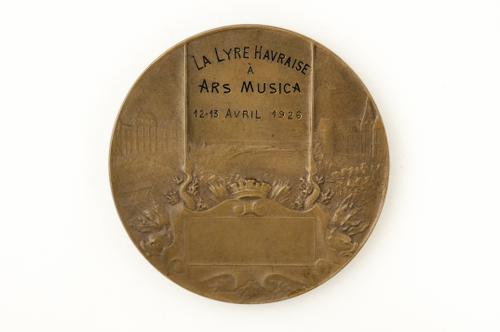 LA LYRE HAVRAISE
À
ARS MUSICA
12-13 AVRIL 1926